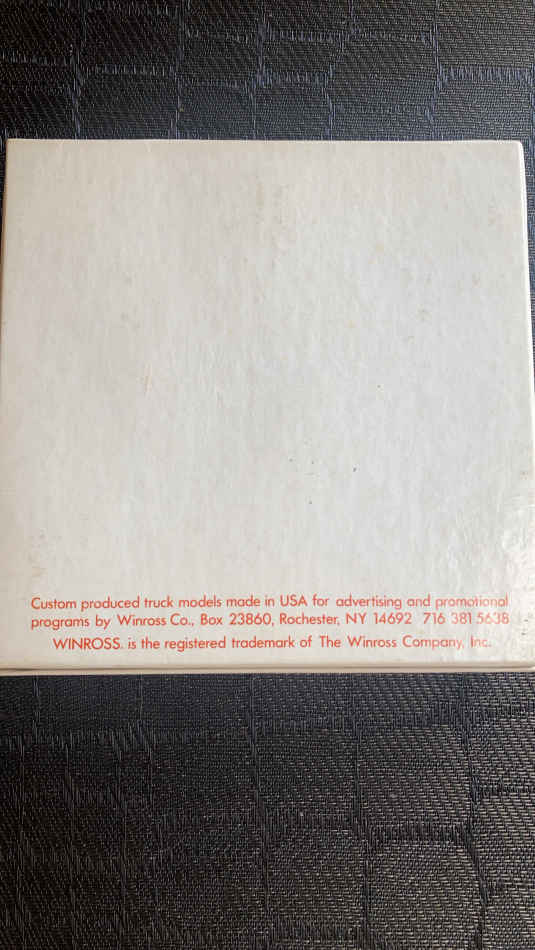 Custom produced truck models made in USA for advertising and promotional
programs by Winross Co., Box 23860, Rochester, NY 14692 716 381 5638
WINROSS. is the registered trademark of The Winross Company, Inc.